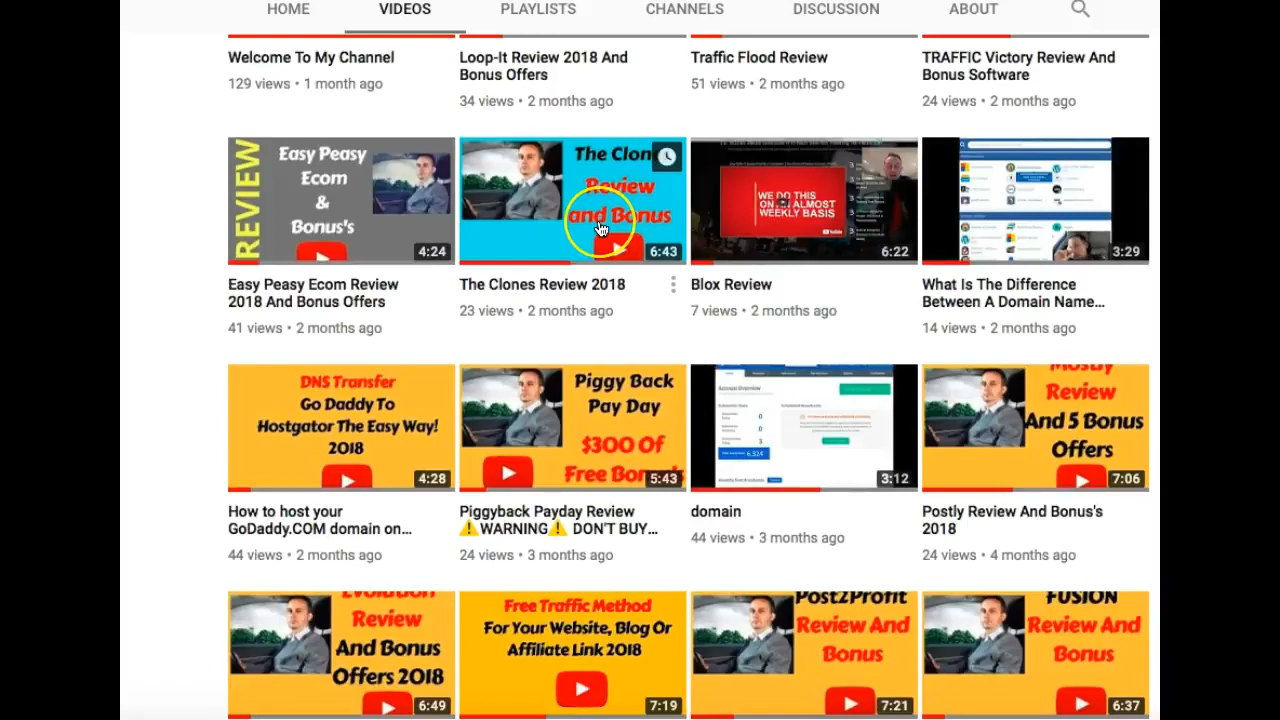 HOME VIDEOS PLAYLISTS CHANNELS DISCUSSION ABOUT
Welcome To My Channel
129 views • 1 month ago
Loop-It Review 2018 And
Bonus Offers
34 views • 2 months ago
Traffic Flood Review
51 views • 2 months ago
TRAFFIC Victory Review And
Bonus Software
24 views • 2 months ago
REVIEW
Easy Peasy
Ecom
&
Bonus's
4:24
Easy Peasy Ecom Review
2018 And Bonus Offers
41 views • 2 months ago
The Clon
Review
and Bonus
6:43
The Clones Review 2018
23 views • 2 months ago
WE DO THIS
ON ALMOST
WEEKLY BASIS
YouTube
6:22
Blox Review
7 views • 2 months ago
3:29
What Is The Difference
Between A Domain Name...
14 views • 2 months ago
DNS Transfer
Go Daddy To
Hostgator The Easy Way!
2018
4:28
How to host your
GoDaddy.COM domain on...
44 views • 2 months ago
Piggy Back
Pay Day
$300 Of
Free Bonu
5:43
Piggyback Payday Review
⚠️WARNING⚠️ DON'T BUY...
24 views • 3 months ago
3:12
domain
44 views • 3 months ago
Mostly
Review
And 5 Bonus
Offers
7:06
Postly Review And Bonus's
2018
24 views • 4 months ago
Evolution
Review
And Bonus
Offers 2018
6:49
Free Traffic Method
For Your Website, Blog Or
Affiliate Link 2018
7:19
Post2Profit
Review And
Bonus
7:21
FUSION
Review And
Bonus
6:37